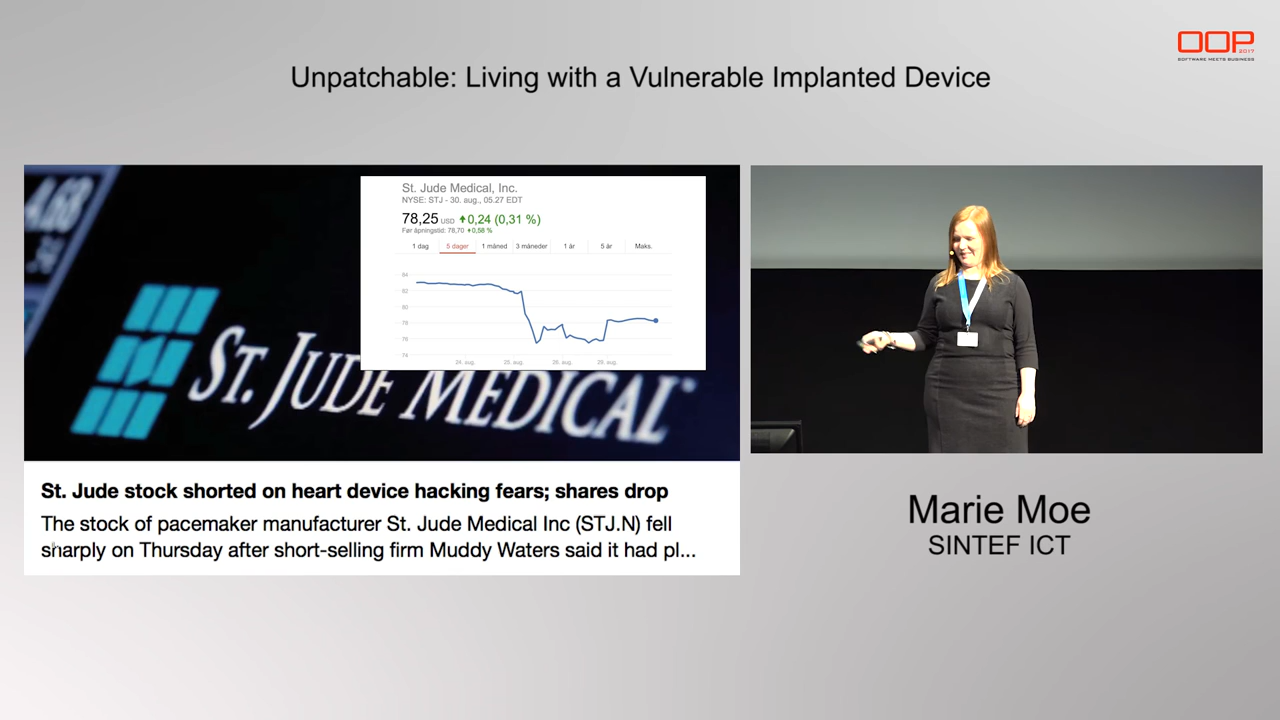 OOP
2017
SOFTWARE MEETS BUSINESS
Unpatchable: Living with a Vulnerable Implanted Device
4.68
St. Jude Medical, Inc.
NYSE: STJ - 30. aug., 05.27 EDT
78,25 USD 0,24 (0,31 %)
Før åpningstid: 78,70 0,58 %
1 dag 5 dager 1 måned 3 måneder 1 år 5 år Maks.
84
82
80
78
76
74
24. aug. 25. aug. 26. aug. 29. aug.
ST. JUDE MEDICAL®
St. Jude stock shorted on heart device hacking fears; shares drop
The stock of pacemaker manufacturer St. Jude Medical Inc (STJ.N) fell
sharply on Thursday after short-selling firm Muddy Waters said it had pl...
Marie Moe
SINTEF ICT